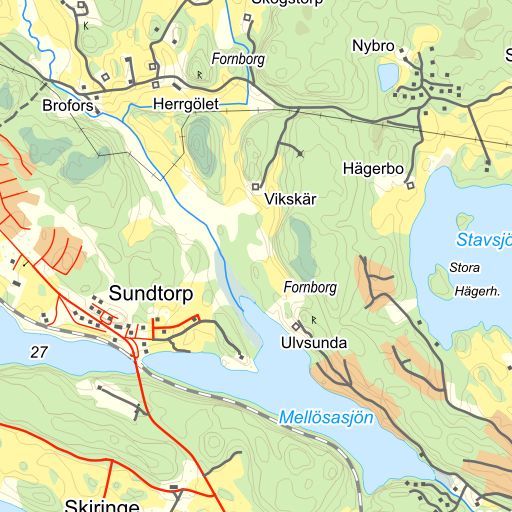 Skogstorp
Nybro
Fornborg
K
R
Brofors
Herrgölet
Hägerbo
Vikskär
Stavsjö
Stora
Hägerh.
Sundtorp
Fornborg
R
Ulvsunda
27
Mellösasjön
Skiringe